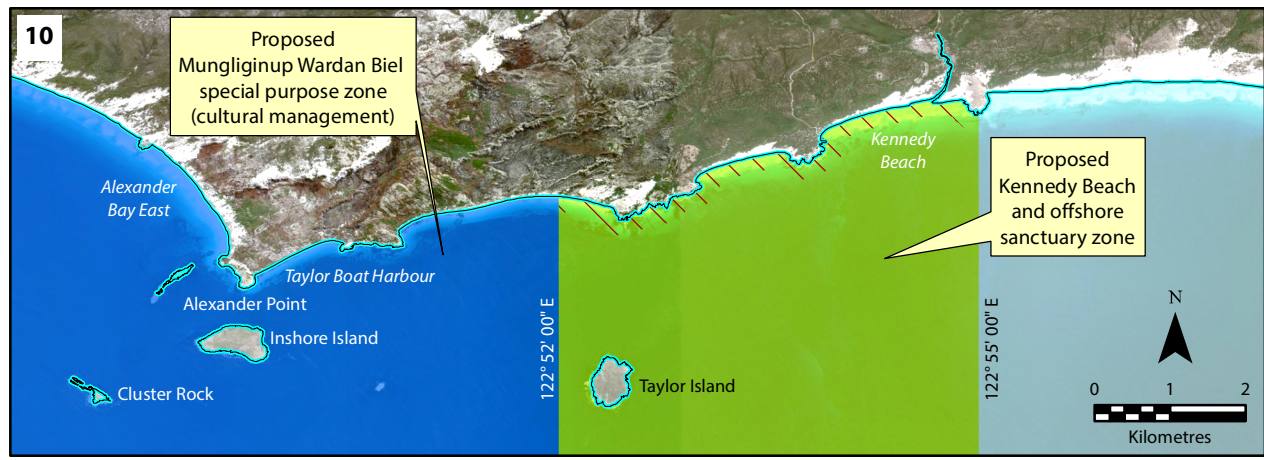 10
Proposed
Mungliginup Wardan Biel
special purpose zone
(cultural management)
Kennedy
Beach
Proposed
Kennedy Beach
and offshore
sanctuary zone
Alexander
Bay East
Taylor Boat Harbour
Alexander Point
Inshore Island
Cluster Rock
122° 52' 00" E
Taylor Island
122° 55' 00" E
N
0 1 2
Kilometres